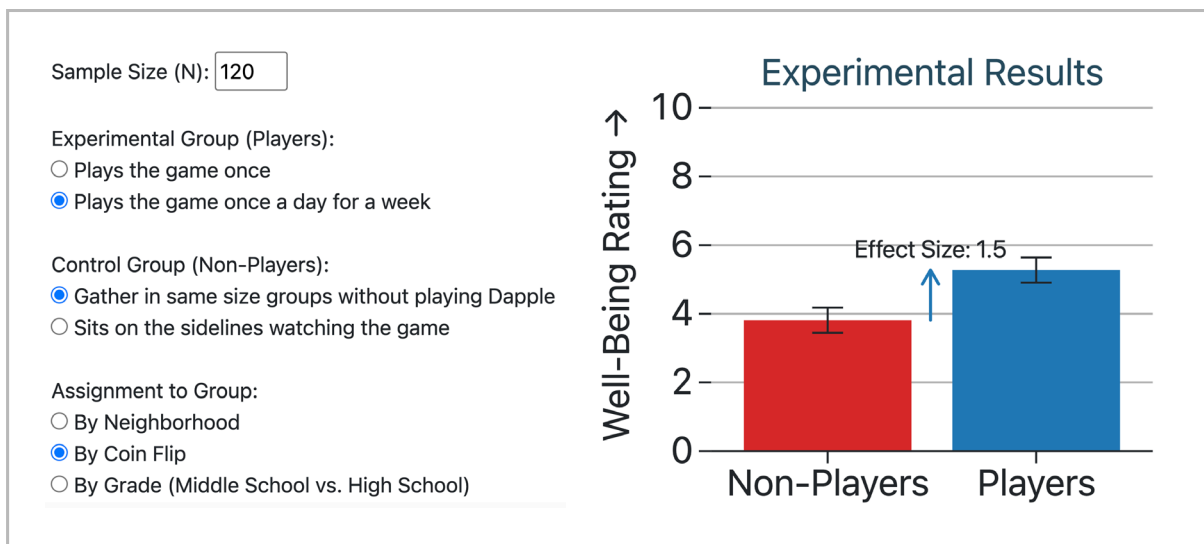 Sample Size (N): 120
Experimental Group (Players):
Plays the game once
Plays the game once a day for a week
Control Group (Non-Players):
Gather in same size groups without playing Dapple
Sits on the sidelines watching the game
Assignment to Group:
By Neighborhood
By Coin Flip
By Grade (Middle School vs. High School)
Experimental Results
Well-Being Rating →
10
8
6
4
2
0
Effect Size: 1.5
Non-Players
Players